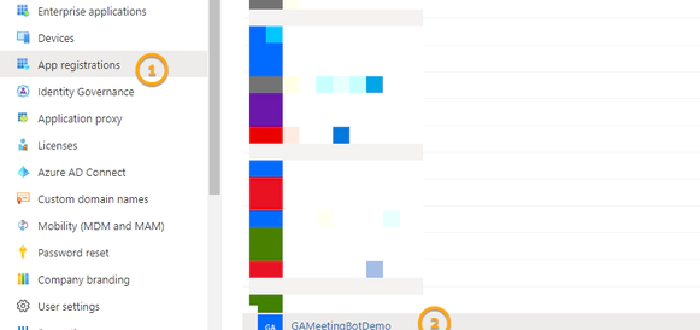 Enterprise applications
Devices
App registrations
1
Identity Governance
Application proxy
Licenses
Azure AD Connect
Custom domain names
Mobility (MDM and MAM)
Password reset
Company branding
User settings
GA GAMeetingBotDemo
2